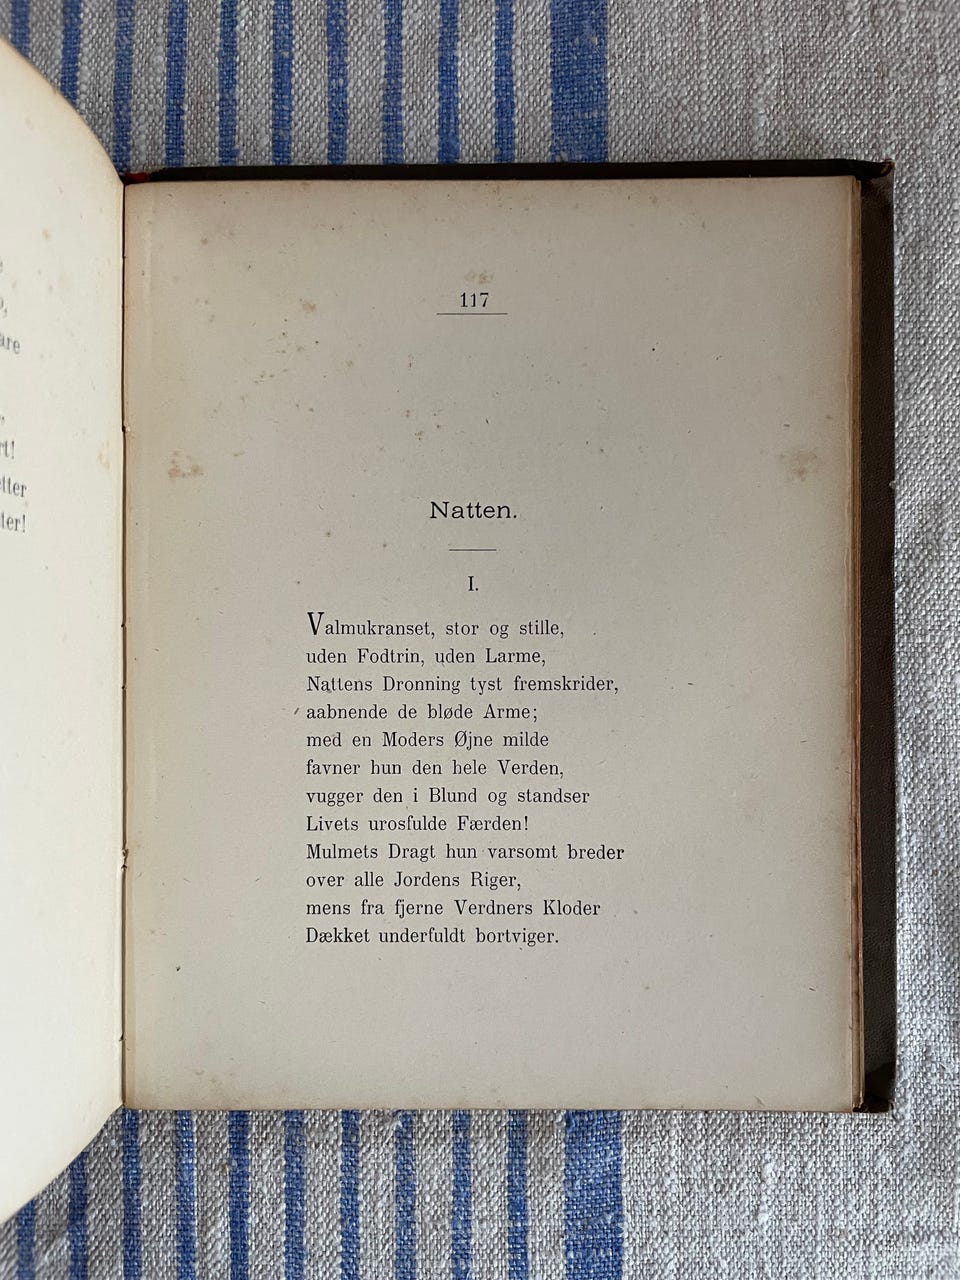 117
Natten.
I.
Valmukranset, stor og stille,
uden Fodtrin, uden Larme,
Nattens Dronning tyst fremskrider,
aabnende de bløde Arme;
med en Moders Øjne milde
favner hun den hele Verden,
vugger den i Blund og standser
Livets urosfulde Færden!
Mulmets Dragt hun varsomt breder
over alle Jordens Riger,
mens fra fjerne Verdners Kloder
Dækket underfuldt bortviger.